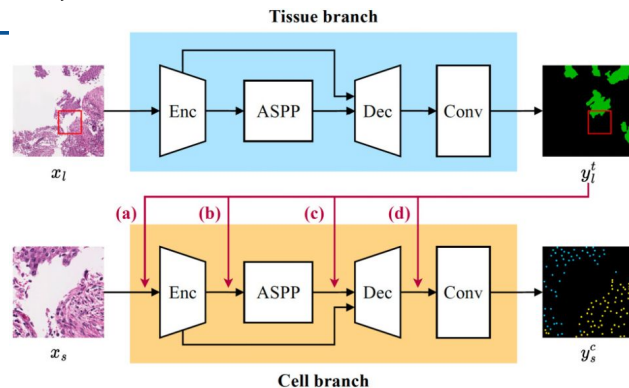 Tissue branch
Enc
ASPP
Dec
Conv
x_l
y_l^t
(a)
(b)
(c)
(d)
Enc
ASPP
Dec
Conv
x_s
y_s^c
Cell branch